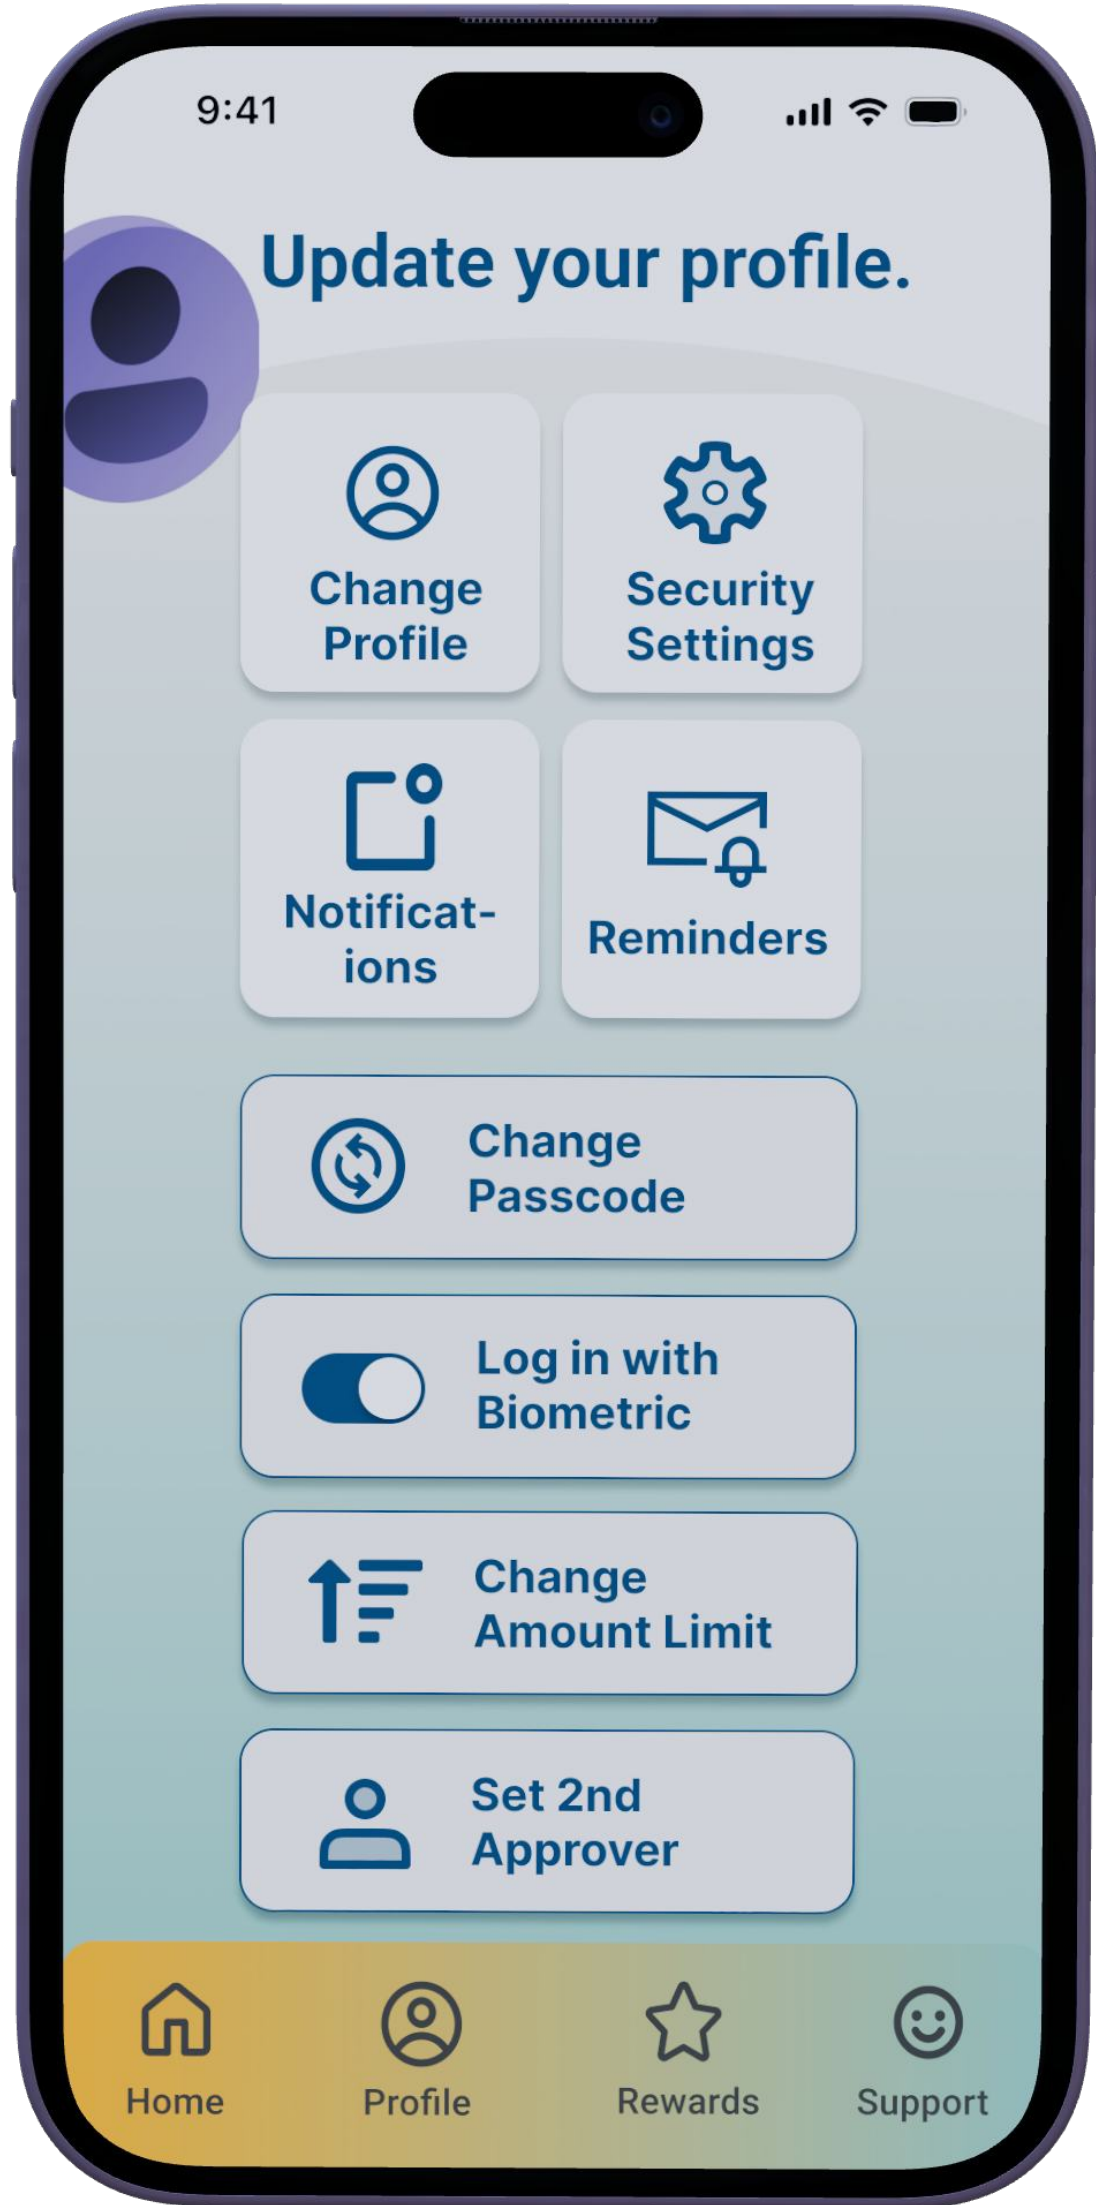 9:41
Update your profile.
Change
Profile
Security
Settings
Notificat-
ions
Reminders
Change
Passcode
Log in with
Biometric
Change
Amount Limit
Set 2nd
Approver
Home
Profile
Rewards
Support